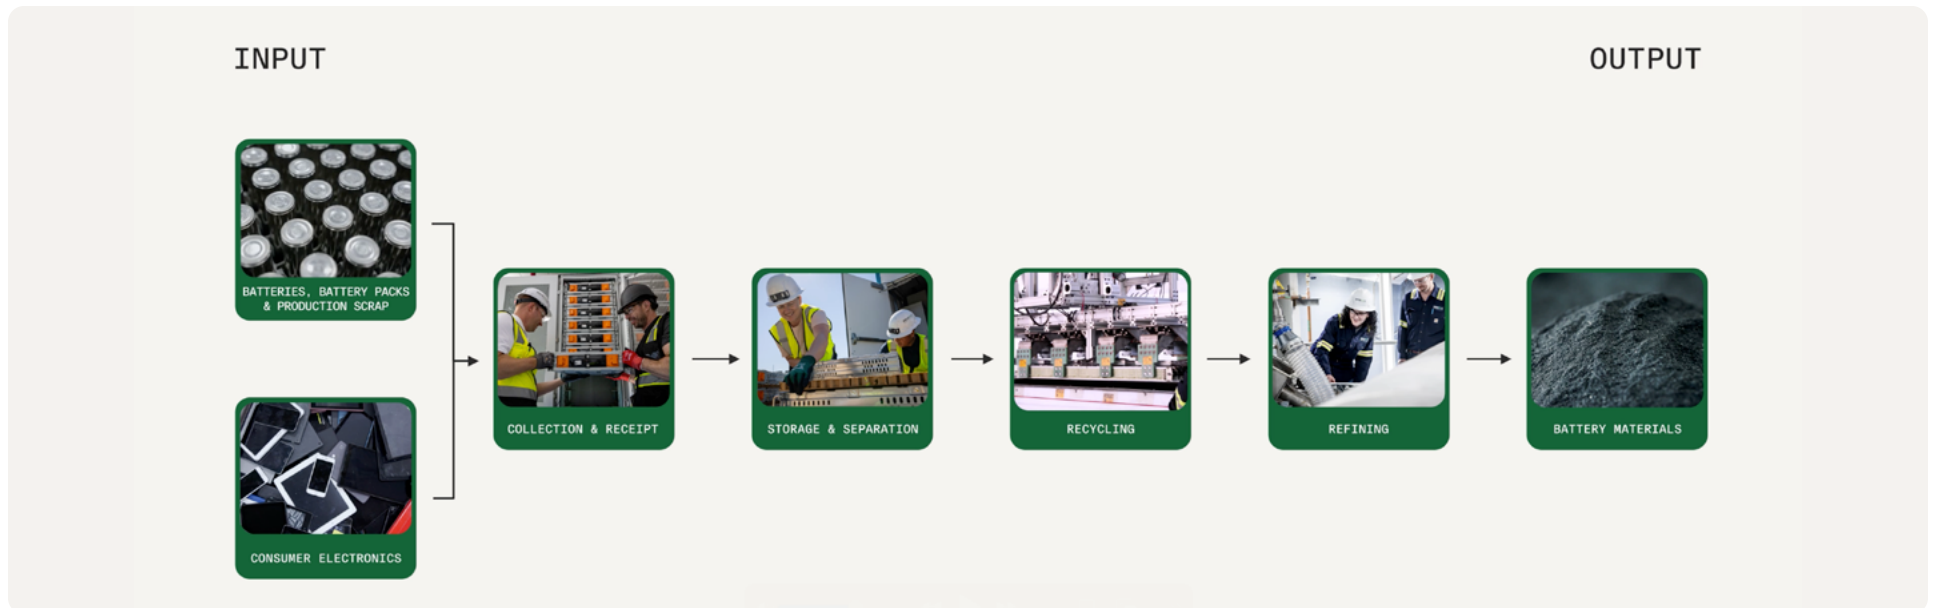 INPUT
OUTPUT
BATTERIES, BATTERY PACKS
& PRODUCTION SCRAP
CONSUMER ELECTRONICS
COLLECTION & RECEIPT
STORAGE & SEPARATION
RECYCLING
REFINING
BATTERY MATERIALS